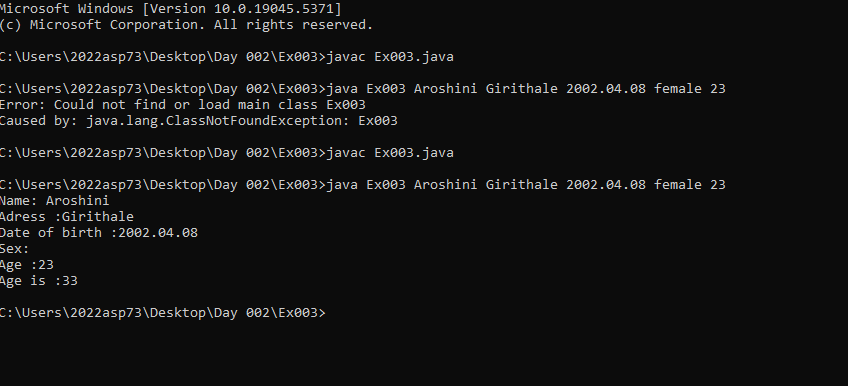 Microsoft Windows [Version 10.0.19045.5371]
(c) Microsoft Corporation. All rights reserved.
C:\Users\2022asp73\Desktop\Day 002\Ex003>javac Ex003.java
C:\Users\2022asp73\Desktop\Day 002\Ex003>java Ex003 Aroshini Girithale 2002.04.08 female 23
Error: Could not find or load main class Ex003
Caused by: java.lang.ClassNotFoundException: Ex003
C:\Users\2022asp73\Desktop\Day 002\Ex003>javac Ex003.java
C:\Users\2022asp73\Desktop\Day 002\Ex003>java Ex003 Aroshini Girithale 2002.04.08 female 23
Name: Aroshini
Adress :Girithale
Date of birth :2002.04.08
Sex:
Age :23
Age is :33
C:\Users\2022asp73\Desktop\Day 002\Ex003>